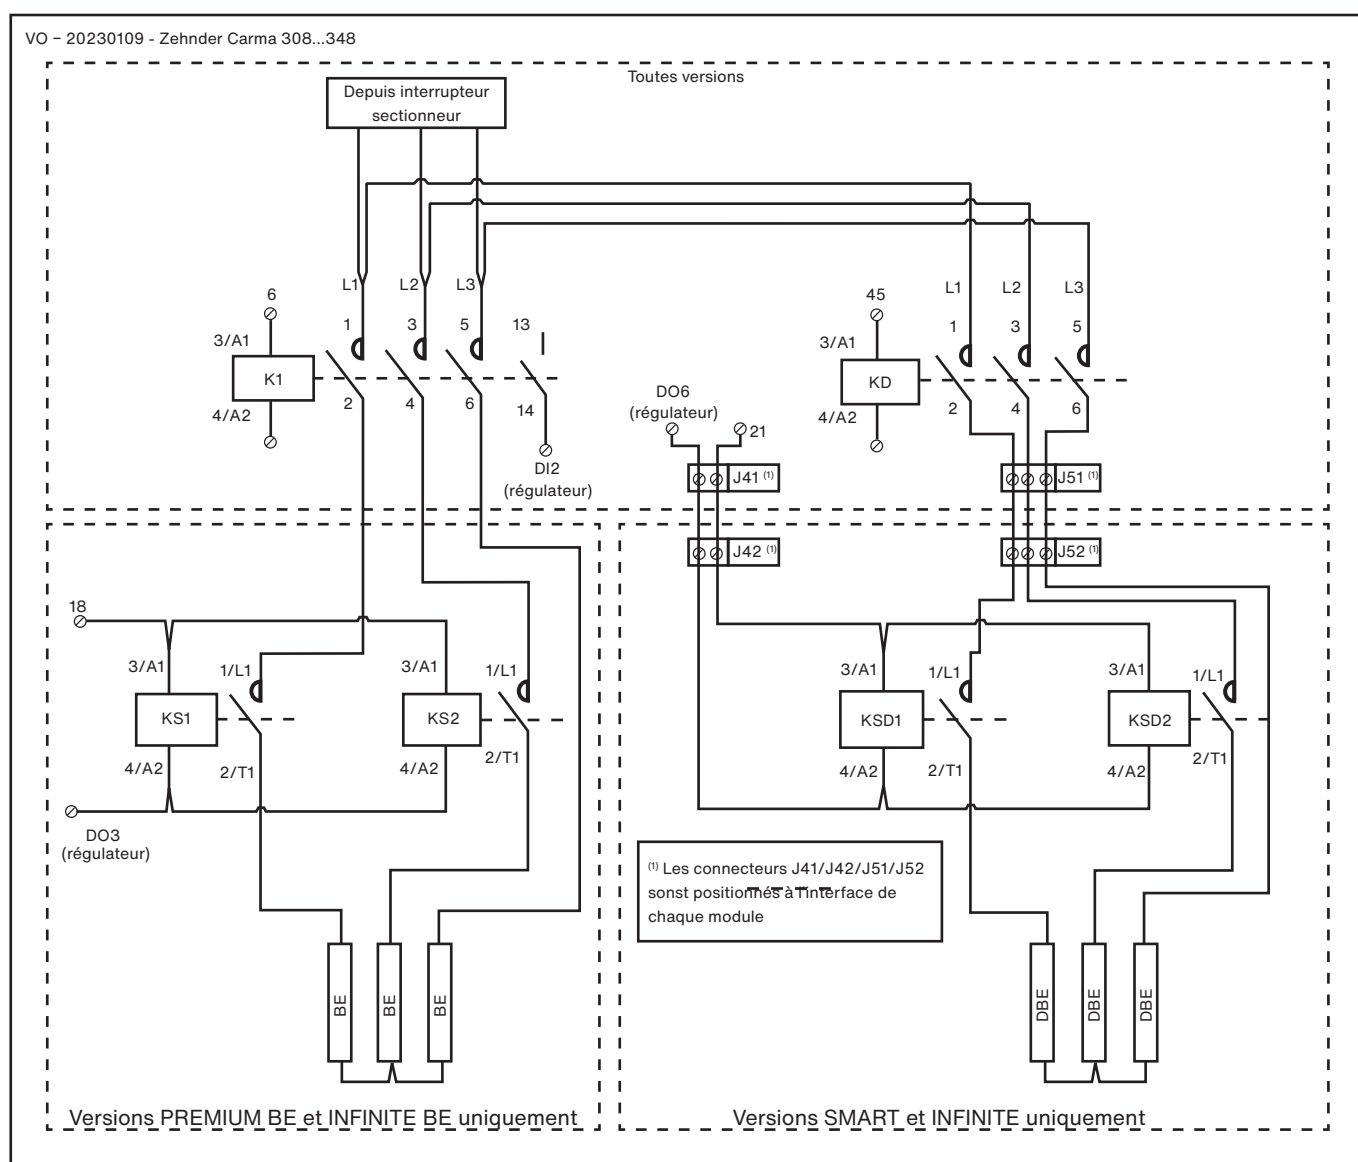 VO – 20230109 - Zehnder Carma 308...348
Toutes versions
Depuis interrupteur
sectionneur
L1
L2
L3
L1
L2
L3
6
45
1
3
5
13
1
3
5
3/A1
3/A1
K1
KD
4/A2
2
4
6
14
4/A2
2
4
6
DO6
(régulateur)
21
DI2
(régulateur)
J41 (1)
J51 (1)
J42 (1)
J52 (1)
18
3/A1
1/L1
3/A1
1/L1
3/A1
1/L1
3/A1
1/L1
KS1
KS2
KSD1
KSD2
4/A2
2/T1
4/A2
2/T1
4/A2
2/T1
4/A2
2/T1
DO3
(régulateur)
(1) Les connecteurs J41/J42/J51/J52
sonst positionnés à l'interface de
chaque module
BE
BE
BE
DBE
DBE
DBE
Versions PREMIUM BE et INFINITE BE uniquement
Versions SMART et INFINITE uniquement